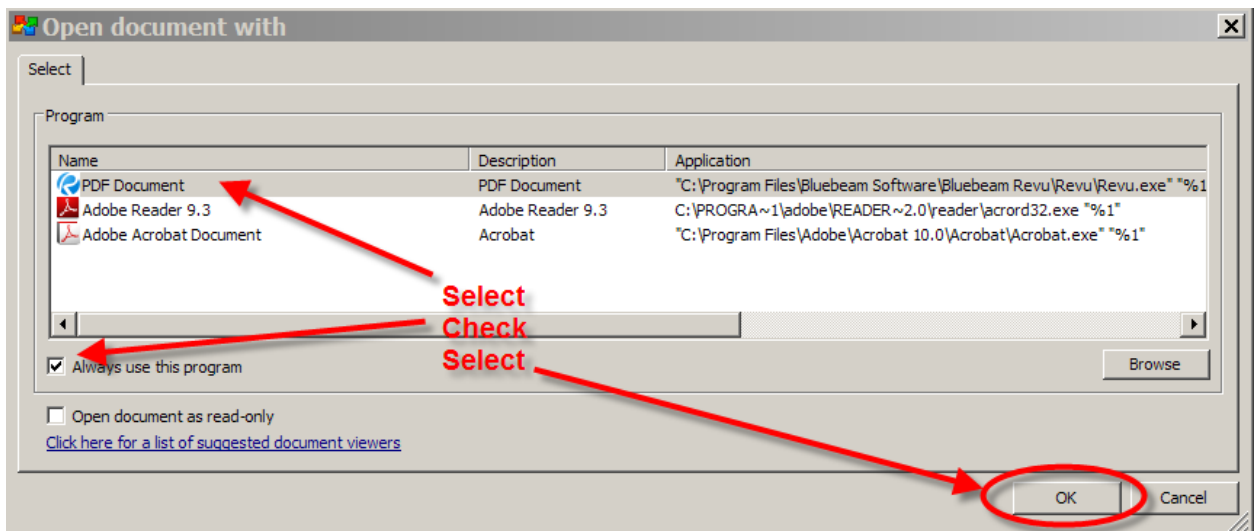 Open document with
Select
Program
Name Description Application
PDF Document PDF Document "C:\Program Files\Bluebeam Software\Bluebeam Revu\Revu\Revu.exe" "%1
Adobe Reader 9.3 Adobe Reader 9.3 C:\PROGRA~1\adobe\READER~2.0\reader\acrord32.exe "%1"
Adobe Acrobat Document Acrobat "C:\Program Files\Adobe\Acrobat 10.0\Acrobat\Acrobat.exe" "%1"
Select
Check
Select
Always use this program Browse
Open document as read-only
Click here for a list of suggested document viewers
OK Cancel